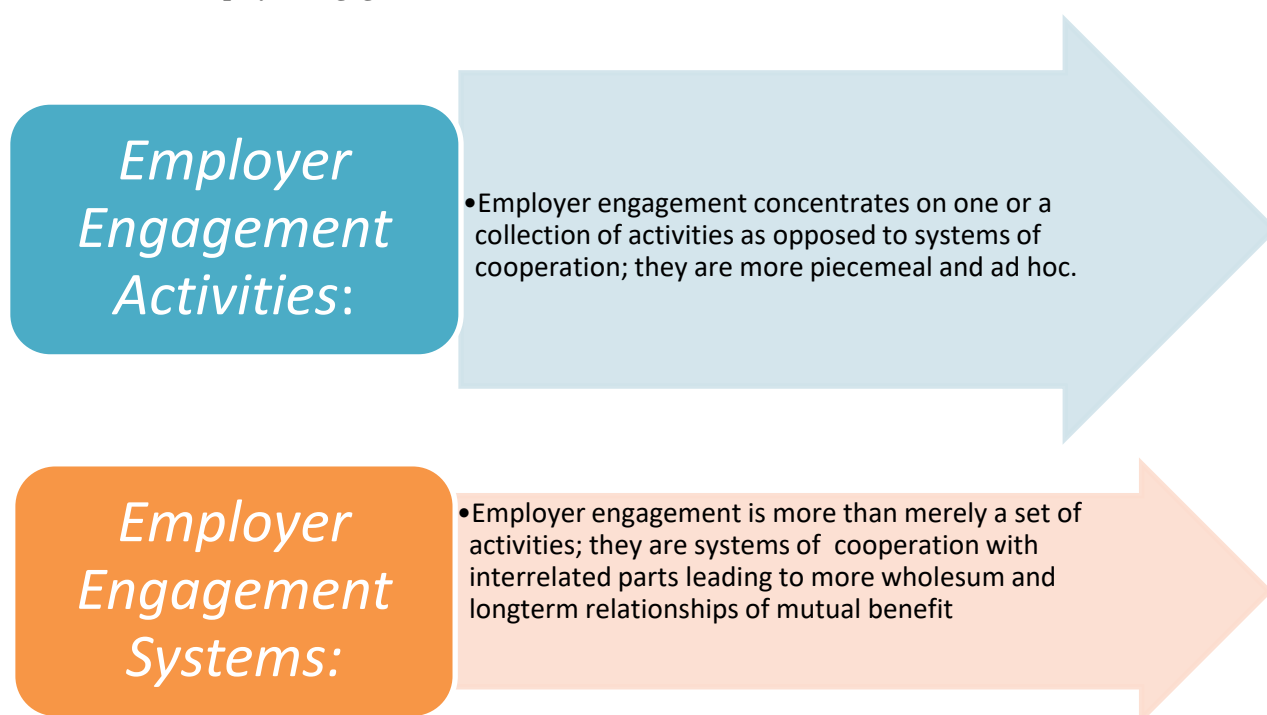 Employer
Engagement
Activities:
•Employer engagement concentrates on one or a
collection of activities as opposed to systems of
cooperation; they are more piecemeal and ad hoc.
Employer
Engagement
Systems:
•Employer engagement is more than merely a set of
activities; they are systems of cooperation with
interrelated parts leading to more wholesum and
longterm relationships of mutual benefit